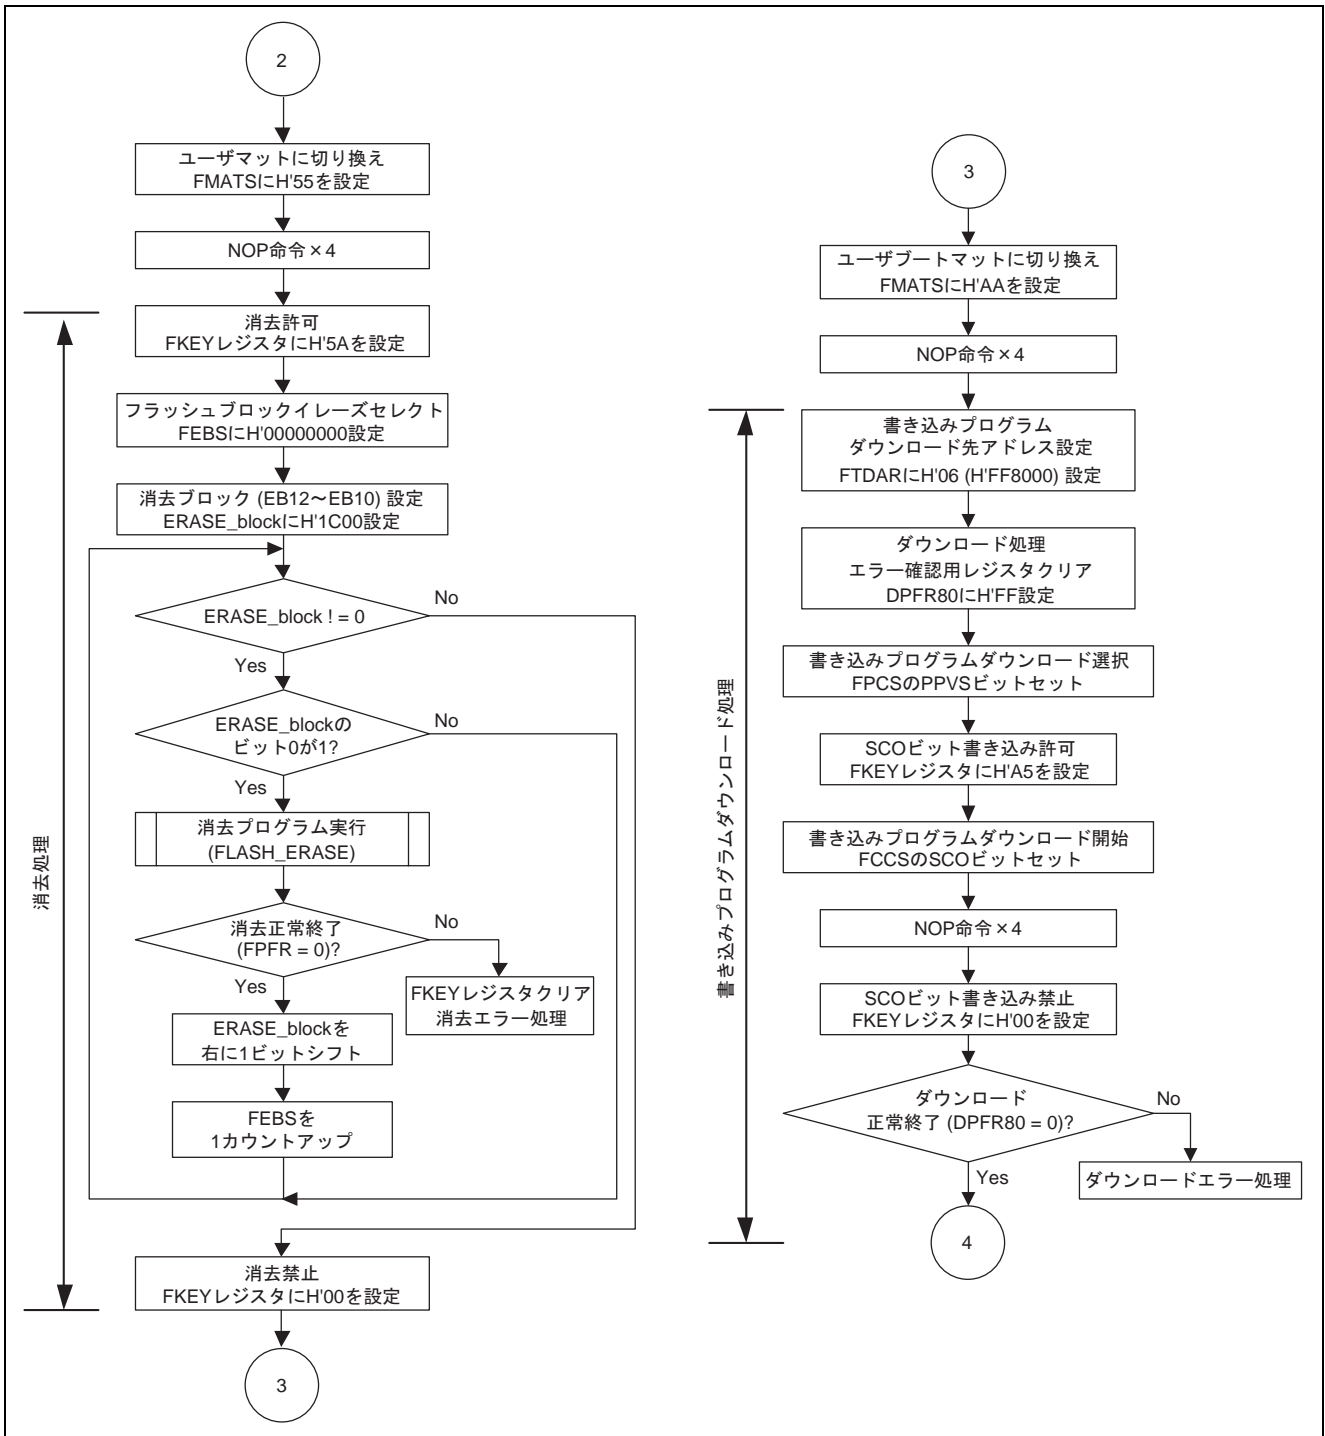 2
ユーザマットに切り換え
FMATSにH'55を設定
NOP命令×4
消去許可
FKEYレジスタにH'5Aを設定
フラッシュブロックイレーズセレクト
FEBSにH'00000000設定
消去ブロック (EB12～EB10) 設定
ERASE_blockにH'1C00設定
ERASE_block ! = 0
No
Yes
ERASE_blockの
ビット0が1?
No
Yes
消去プログラム実行
(FLASH_ERASE)
消去正常終了
(FPFR = 0)?
No
Yes
FKEYレジスタクリア
消去エラー処理
ERASE_blockを
右に1ビットシフト
FEBSを
1カウントアップ
消去禁止
FKEYレジスタにH'00を設定
3
消去処理
3
ユーザブートマットに切り換え
FMATSにH'AAを設定
NOP命令×4
書き込みプログラム
ダウンロード先アドレス設定
FTDARにH'06 (H'FF8000) 設定
ダウンロード処理
エラー確認用レジスタクリア
DPFR80にH'FF設定
書き込みプログラムダウンロード選択
FPCSのPPVSビットセット
SCOビット書き込み許可
FKEYレジスタにH'A5を設定
書き込みプログラムダウンロード開始
FCCSのSCOビットセット
NOP命令×4
SCOビット書き込み禁止
FKEYレジスタにH'00を設定
ダウンロード
正常終了 (DPFR80 = 0)?
No
Yes
ダウンロードエラー処理
4
書き込みプログラムダウンロード処理